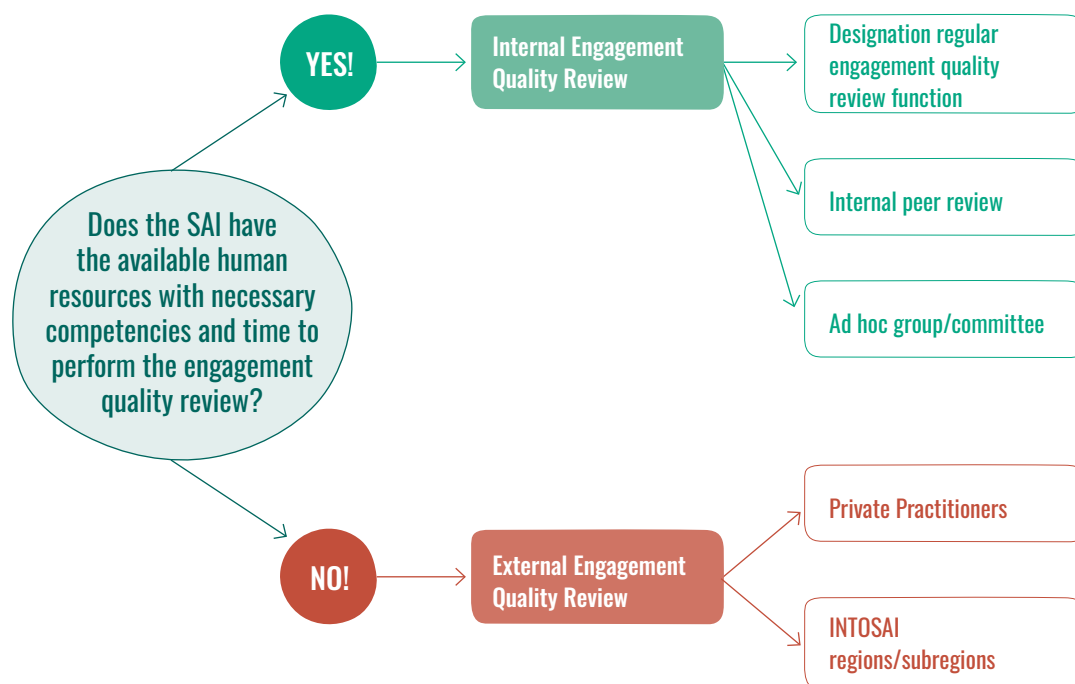 Does the SAI have
the available human
resources with necessary
competencies and time to
perform the engagement
quality review?
YES!
Internal Engagement
Quality Review
Designation regular
engagement quality
review function
Internal peer review
Ad hoc group/committee
NO!
External Engagement
Quality Review
Private Practitioners
INTOSAI
regions/subregions